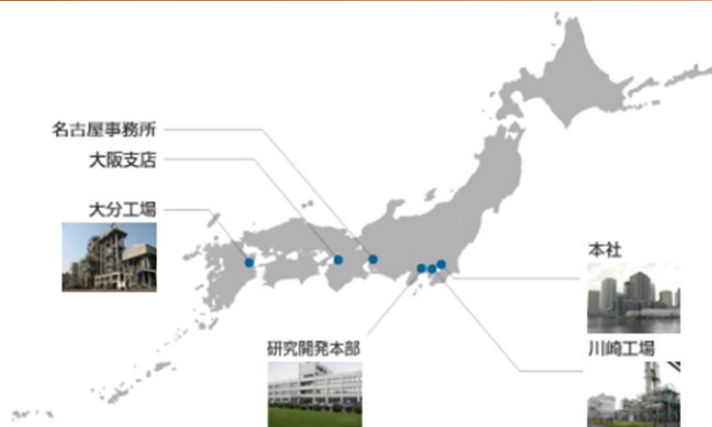 名古屋事務所
大阪支店
大分工場
本社
研究開発本部
川崎工場